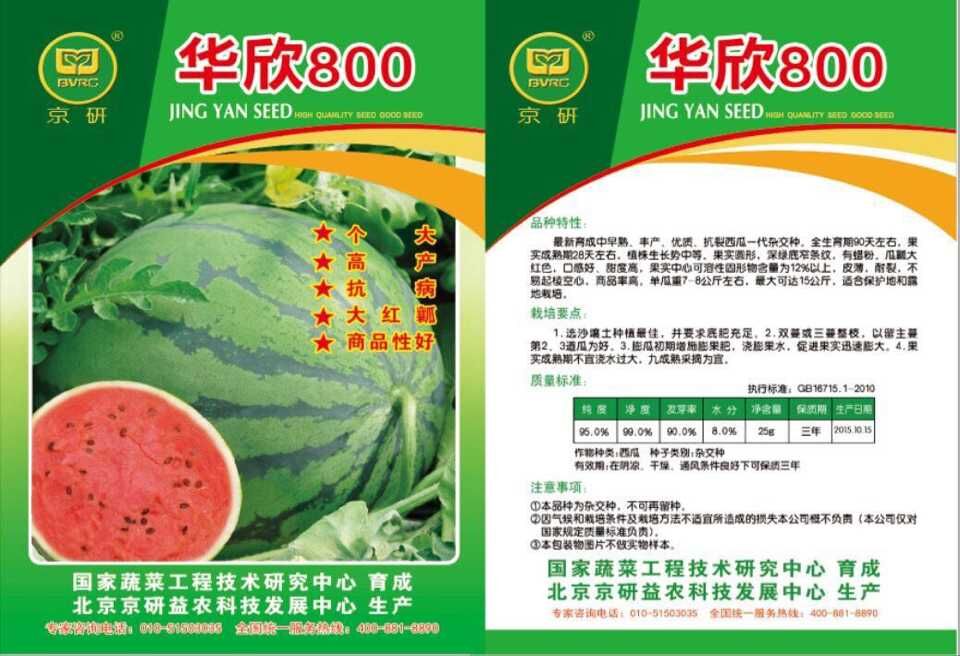 ®
BVRC
京研
华欣800
JING YAN SEED HIGH QUANLITY SEED GOOD SEED
★ 个大
★ 高产
★ 抗病
★ 大红瓤
★ 商品性好
国家蔬菜工程技术研究中心 育成
北京京研益农科技发展中心 生产
专家咨询电话：010-51503035 全国统一服务热线：400-881-8890
®
BVRC
京研
华欣800
JING YAN SEED HIGH QUANLITY SEED GOOD SEED
品种特性：
最新育成中早熟、丰产、优质、抗裂西瓜一代杂交种，全生育期90天左右，果
实成熟期28天左右，植株生长势中等，果实圆形，深绿底窄条纹，有蜡粉，瓜瓤大
红色，口感好、甜度高，果实中心可溶性固形物含量为12%以上，皮薄，耐裂，不
易起棱空心，商品率高，单瓜重7-8公斤左右，最大可达15公斤，适合保护地和露
地栽培。
栽培要点：
1.选沙壤土种植最佳，并要求底肥充足。2.双蔓或三蔓整枝，以留主蔓
第2、3道瓜为好。3.膨瓜初期增施膨果肥，浇膨果水，促进果实迅速膨大。4.果
实成熟期不宜浇水过大，九成熟采摘为宜。
质量标准：
执行标准：GB16715.1-2010
纯度 净度 发芽率 水分 净含量 保质期 生产日期
95.0% 99.0% 90.0% 8.0% 25g 三年 2015.10.15
作物种类:西瓜 种子类别:杂交种
有效期:在阴凉、干燥、通风条件良好下可保质三年
注意事项：
①本品种为杂交种，不可再留种。
②因气候和栽培条件及栽培方法不适宜所造成的损失本公司概不负责（本公司仅对
国家规定质量标准负责）。
③本包装物图片不做实物样本。
国家蔬菜工程技术研究中心 育成
北京京研益农科技发展中心 生产
专家咨询电话：010-51503035 全国统一服务热线：400-881-8890